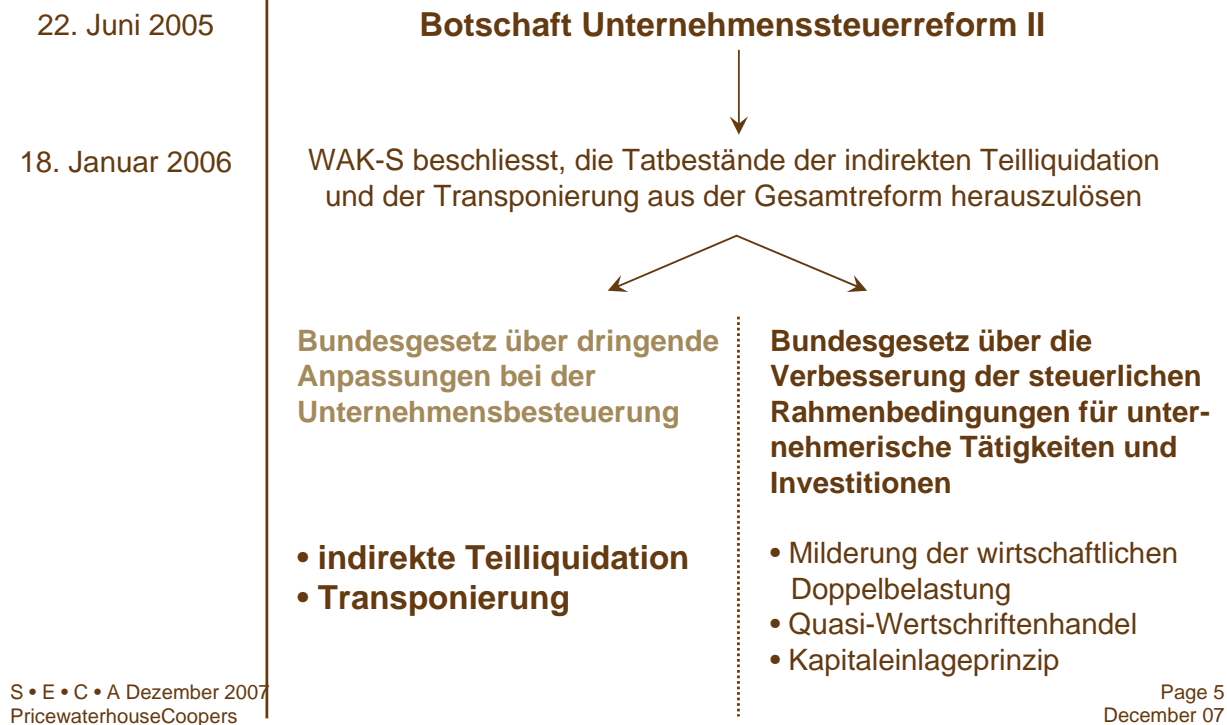 22. Juni 2005
Botschaft Unternehmenssteuerreform II
18. Januar 2006
WAK-S beschliesst, die Tatbestände der indirekten Teilliquidation
und der Transponierung aus der Gesamtreform herauszulösen
Bundesgesetz über dringende
Anpassungen bei der
Unternehmensbesteuerung
• indirekte Teilliquidation
• Transponierung
Bundesgesetz über die
Verbesserung der steuerlichen
Rahmenbedingungen für unter-
nehmerische Tätigkeiten und
Investitionen
• Milderung der wirtschaftlichen
Doppelbelastung
• Quasi-Wertschriftenhandel
• Kapitaleinlageprinzip
S • E • C • A Dezember 2007
PricewaterhouseCoopers
Page 5
December 07